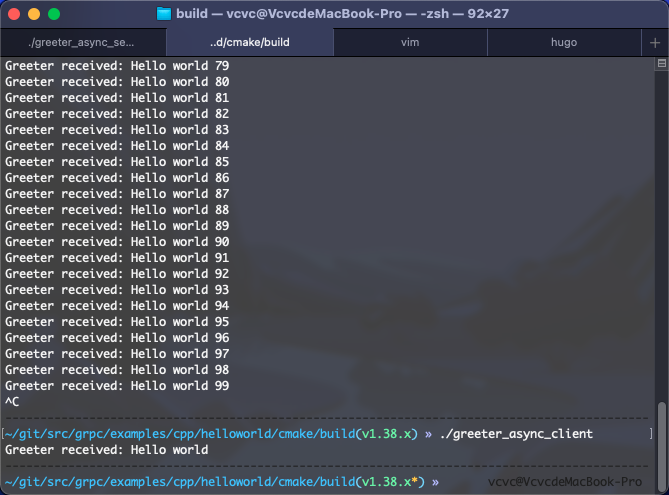 build — vcvc@VcvcdeMacBook-Pro — -zsh — 92×27
./greeter_async_se... ..d/cmake/build vim hugo +
Greeter received: Hello world 79
Greeter received: Hello world 80
Greeter received: Hello world 81
Greeter received: Hello world 82
Greeter received: Hello world 83
Greeter received: Hello world 84
Greeter received: Hello world 85
Greeter received: Hello world 86
Greeter received: Hello world 87
Greeter received: Hello world 88
Greeter received: Hello world 89
Greeter received: Hello world 90
Greeter received: Hello world 91
Greeter received: Hello world 92
Greeter received: Hello world 93
Greeter received: Hello world 94
Greeter received: Hello world 95
Greeter received: Hello world 96
Greeter received: Hello world 97
Greeter received: Hello world 98
Greeter received: Hello world 99
^C
[~/git/src/grpc/examples/cpp/helloworld/cmake/build(v1.38.x) » ./greeter_async_client ]
Greeter received: Hello world
~/git/src/grpc/examples/cpp/helloworld/cmake/build(v1.38.x*) » vcvc@VcvcdeMacBook-Pro